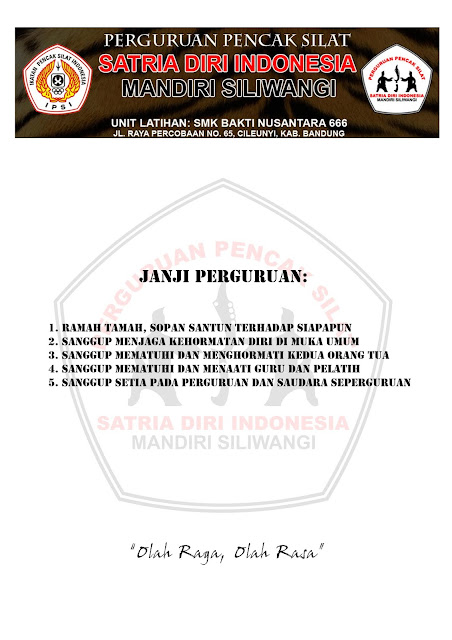 PERGURUAN PENCAK SILAT
SATRIA DIRI INDONESIA
MANDIRI SILIWANGI
UNIT LATIHAN: SMK BAKTI NUSANTARA 666
JL. RAYA PERCOBAAN NO. 65, CILEUNYI, KAB. BANDUNG
IKATAN PENCAK SILAT INDONESIA
I P S I
PERGURUAN PENCAK SILAT
SATRIA DIRI INDONESIA
MANDIRI SILIWANGI
PERGURUAN PENCAK SILAT
JANJI PERGURUAN:
1. RAMAH TAMAH, SOPAN SANTUN TERHADAP SIAPAPUN
2. SANGGUP MENJAGA KEHORMATAN DIRI DI MUKA UMUM
3. SANGGUP MEMATUHI DAN MENGHORMATI KEDUA ORANG TUA
4. SANGGUP MEMATUHI DAN MENAATI GURU DAN PELATIH
5. SANGGUP SETIA PADA PERGURUAN DAN SAUDARA SEPERGURUAN
SATRIA DIRI INDONESIA
MANDIRI SILIWANGI
"Olah Raga, Olah Rasa"